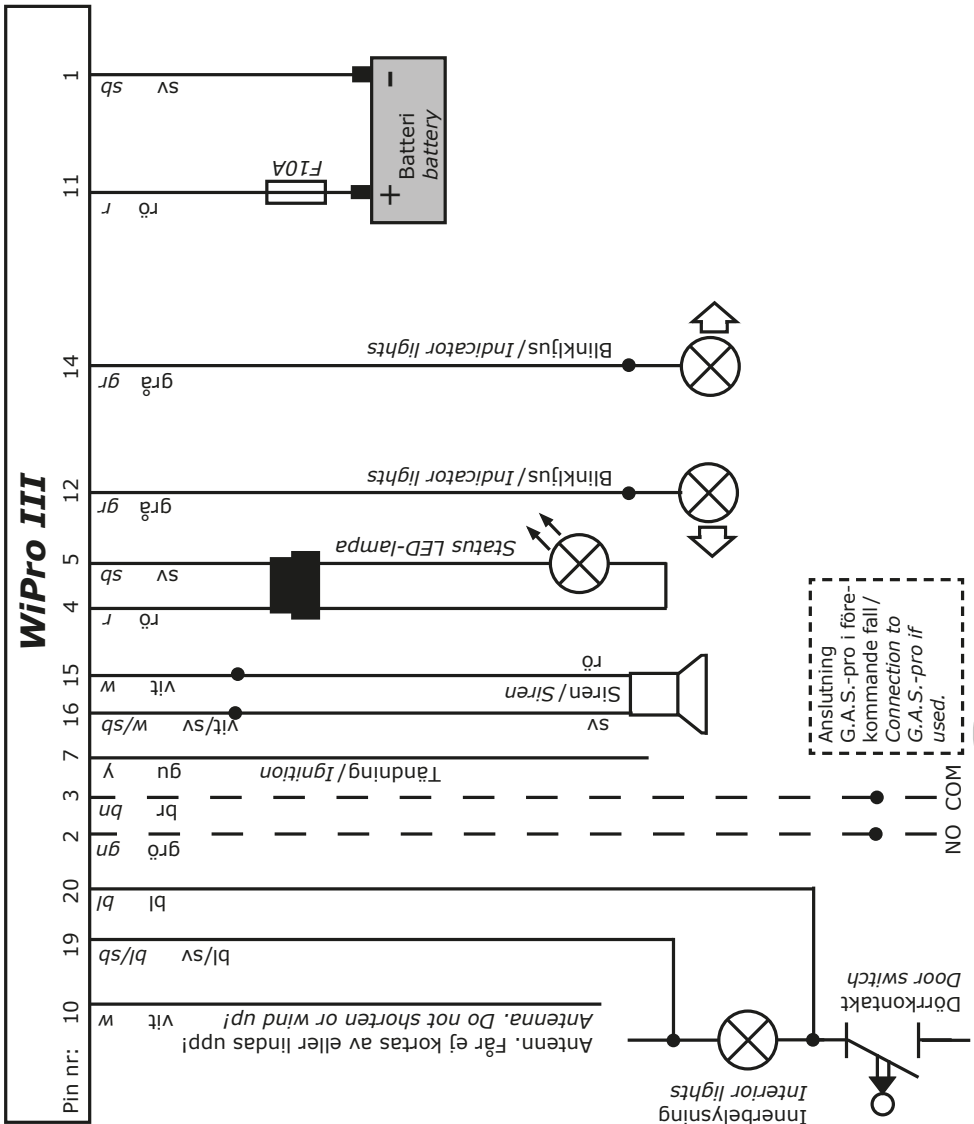 WiPro III
Pin nr:
1
sb sv
11
r rö
F10A
Batteri
battery
-
+
14
gr grå
Blinkljus/Indicator lights
12
gr grå
Blinkljus/Indicator lights
5
sb sv
Status LED-lampa
4
r rö
15
w vit
rö
Siren/Siren
16
w/sb vit/sv
sv
7
y gu
Tändning/Ignition
3
bn br
COM
2
gn grö
NO
Anslutning
G.A.S.-pro i före-
kommande fall/
Connection to
G.A.S.-pro if
used.
20
bl bl
19
bl/sb bl/sv
10
w vit
Antenn. Får ej kortas av eller lindas upp!
Antenna. Do not shorten or wind up!
Innerbelysning
Interior lights
Dörrkontakt
Door switch